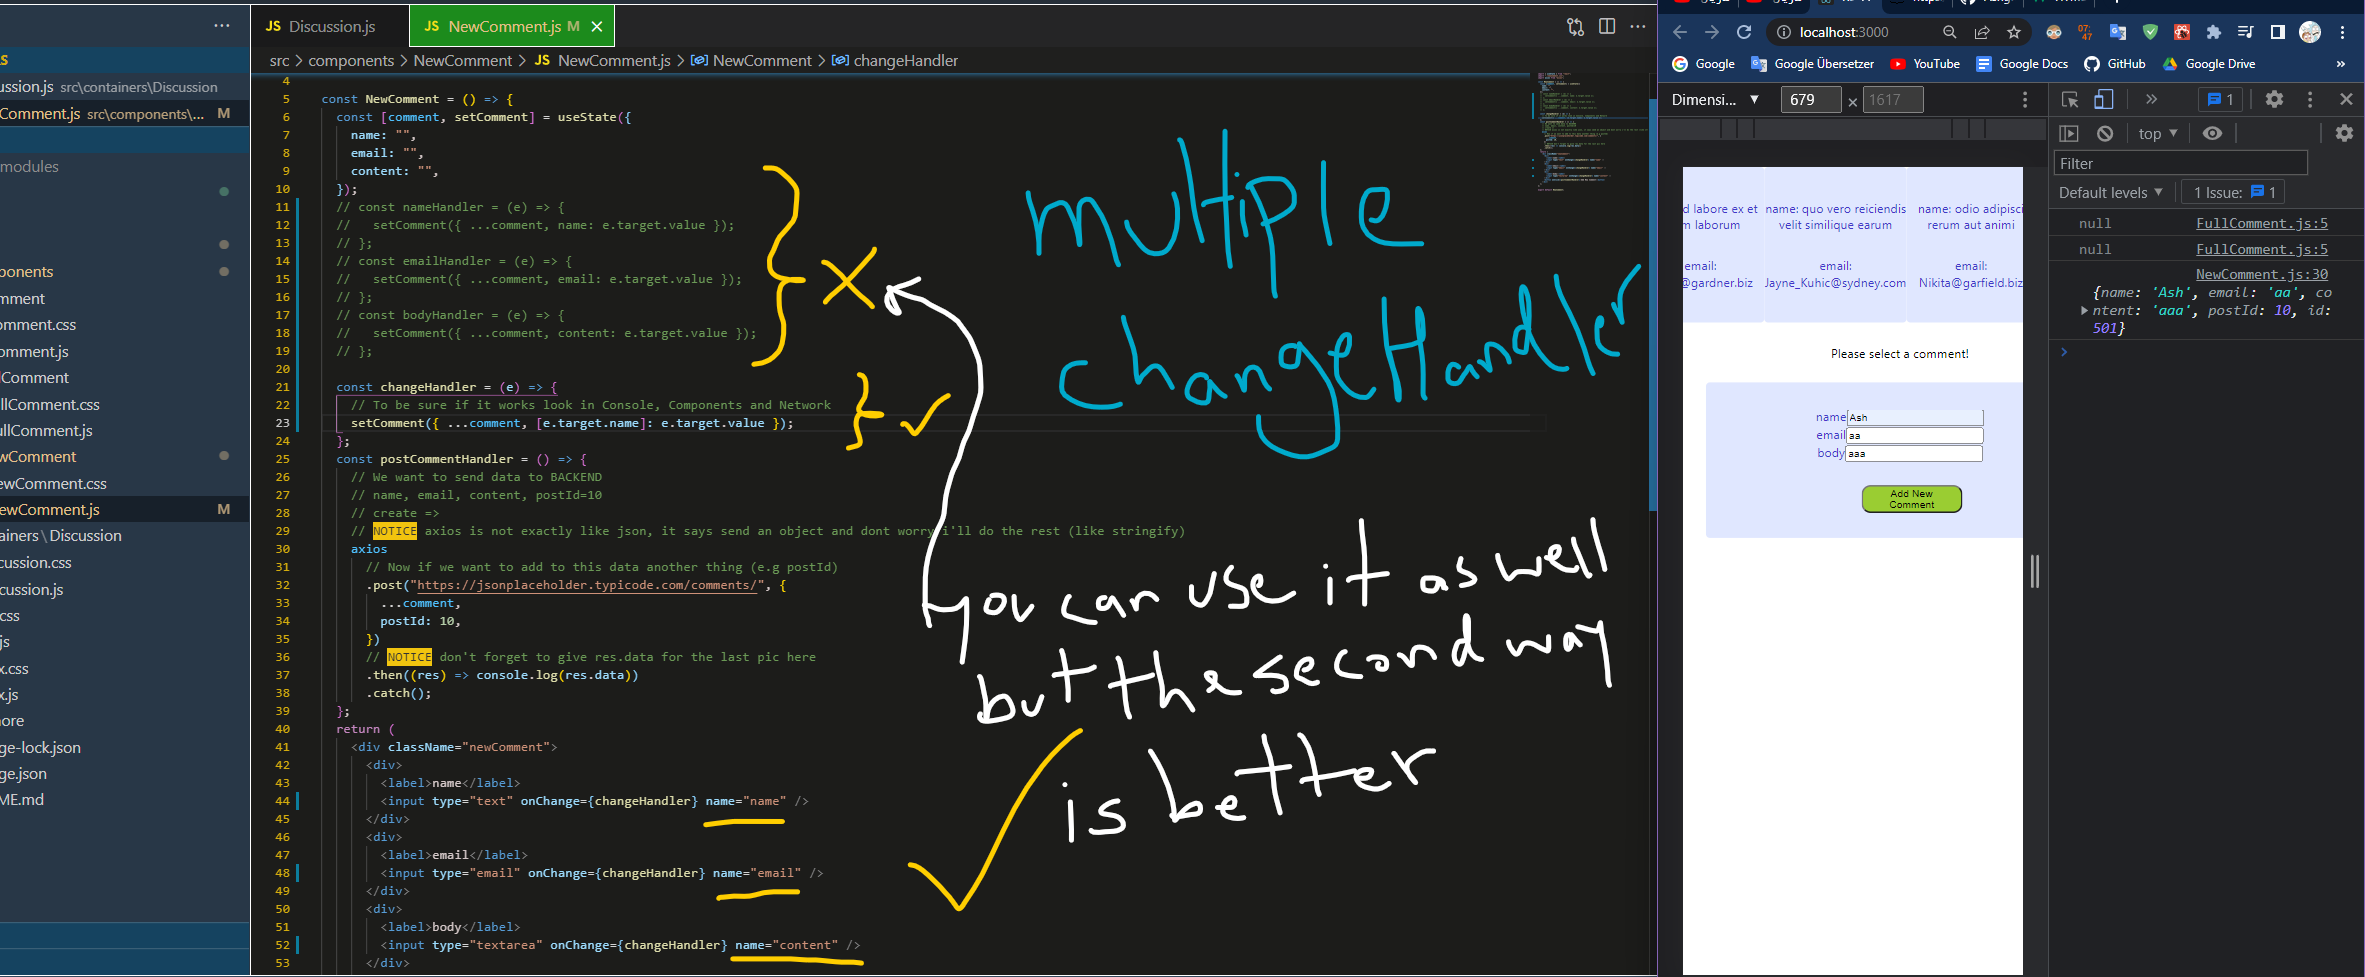 S
ussion.js src\containers\Discussion
Comment.js src\components\... M
modules
ponents
mment
omment.css
omment.js
lComment
llComment.css
ullComment.js
wComment
ewComment.css
ewComment.js M
ainers\Discussion
cussion.css
cussion.js
css
js
x.css
x.js
ore
ge-lock.json
ge.json
ME.md
JS Discussion.js JS NewComment.js M
src > components > NewComment > JS NewComment.js > NewComment > changeHandler
4
5 const NewComment = () => {
6 const [comment, setComment] = useState({
7 name: "",
8 email: "",
9 content: "",
10 });
11 // const nameHandler = (e) => {
12 // setComment({ ...comment, name: e.target.value });
13 // };
14 // const emailHandler = (e) => {
15 // setComment({ ...comment, email: e.target.value });
16 // };
17 // const bodyHandler = (e) => {
18 // setComment({ ...comment, content: e.target.value });
19 // };
20
21 const changeHandler = (e) => {
22 // To be sure if it works look in Console, Components and Network
23 setComment({ ...comment, [e.target.name]: e.target.value });
24 };
25 const postCommentHandler = () => {
26 // We want to send data to BACKEND
27 // name, email, content, postId=10
28 // create =>
29 // NOTICE axios is not exactly like json, it says send an object and dont worry i'll do the rest (like stringify)
30 axios
31 // Now if we want to add to this data another thing (e.g postId)
32 .post("https://jsonplaceholder.typicode.com/comments/", {
33 ...comment,
34 postId: 10,
35 })
36 // NOTICE don't forget to give res.data for the last pic here
37 .then((res) => console.log(res.data))
38 .catch();
39 };
40 return (
41 <div className="newComment">
42 <div>
43 <label>name</label>
44 <input type="text" onChange={changeHandler} name="name" />
45 </div>
46 <div>
47 <label>email</label>
48 <input type="email" onChange={changeHandler} name="email" />
49 </div>
50 <div>
51 <label>body</label>
52 <input type="textarea" onChange={changeHandler} name="content" />
53 </div>
multiple
changeHandler
you can use it as well
but the second way
is better
localhost:3000
Google Google Übersetzer YouTube Google Docs GitHub Google Drive »
Dimensi... ▼ 679 × 1617
d labore ex et
m laborum
email:
@gardner.biz
name: quo vero reiciendis
velit similique earum
email:
Jayne_Kuhic@sydney.com
name: odio adipisci
rerum aut animi
email:
Nikita@garfield.biz
Please select a comment!
name Ash
email aa
body aaa
Add New
Comment
» 1
top ▼
Filter
Default levels ▼ 1 Issue: 1
null FullComment.js:5
null FullComment.js:5
NewComment.js:30
{name: 'Ash', email: 'aa', co
ntent: 'aaa', postId: 10, id:
501}